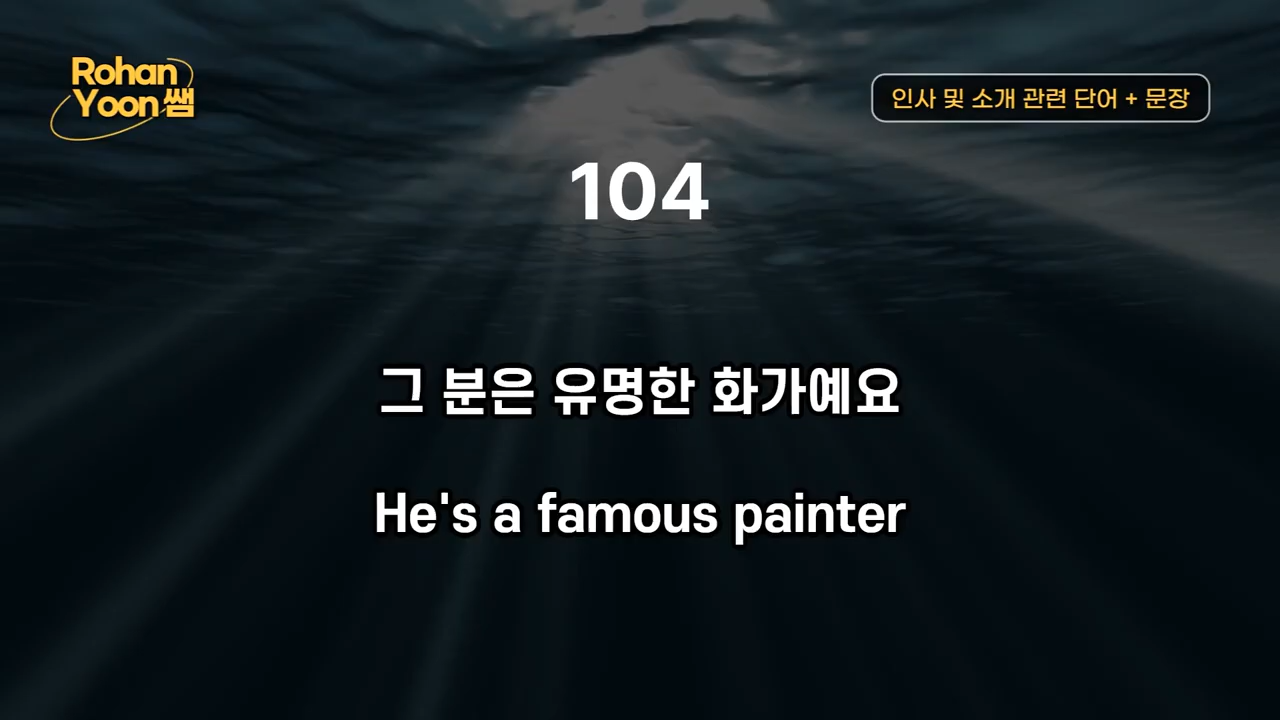 Rohan
Yoon쌤
인사 및 소개 관련 단어 + 문장
104
그 분은 유명한 화가예요
He's a famous painter